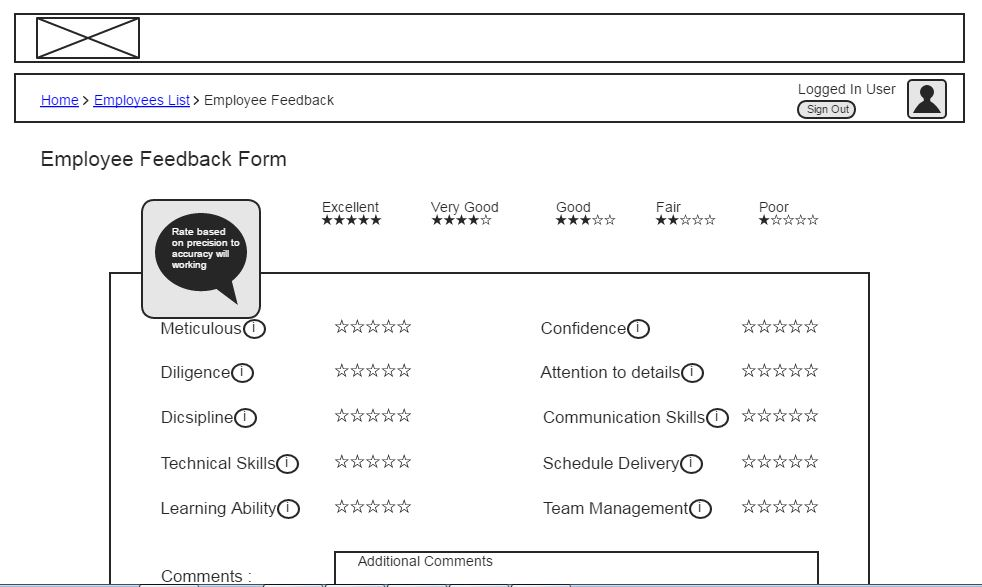 Home > Employees List > Employee Feedback
Logged In User
Sign Out
Employee Feedback Form
Rate based
on precision to
accuracy will
working
Excellent Very Good Good Fair Poor
★★★★★ ★★★★☆ ★★★☆☆ ★★☆☆☆ ★☆☆☆☆
Meticulous i ☆☆☆☆☆ Confidence i ☆☆☆☆☆
Diligence i ☆☆☆☆☆ Attention to details i ☆☆☆☆☆
Dicsipline i ☆☆☆☆☆ Communication Skills i ☆☆☆☆☆
Technical Skills i ☆☆☆☆☆ Schedule Delivery i ☆☆☆☆☆
Learning Ability i ☆☆☆☆☆ Team Management i ☆☆☆☆☆
Additional Comments
Comments :